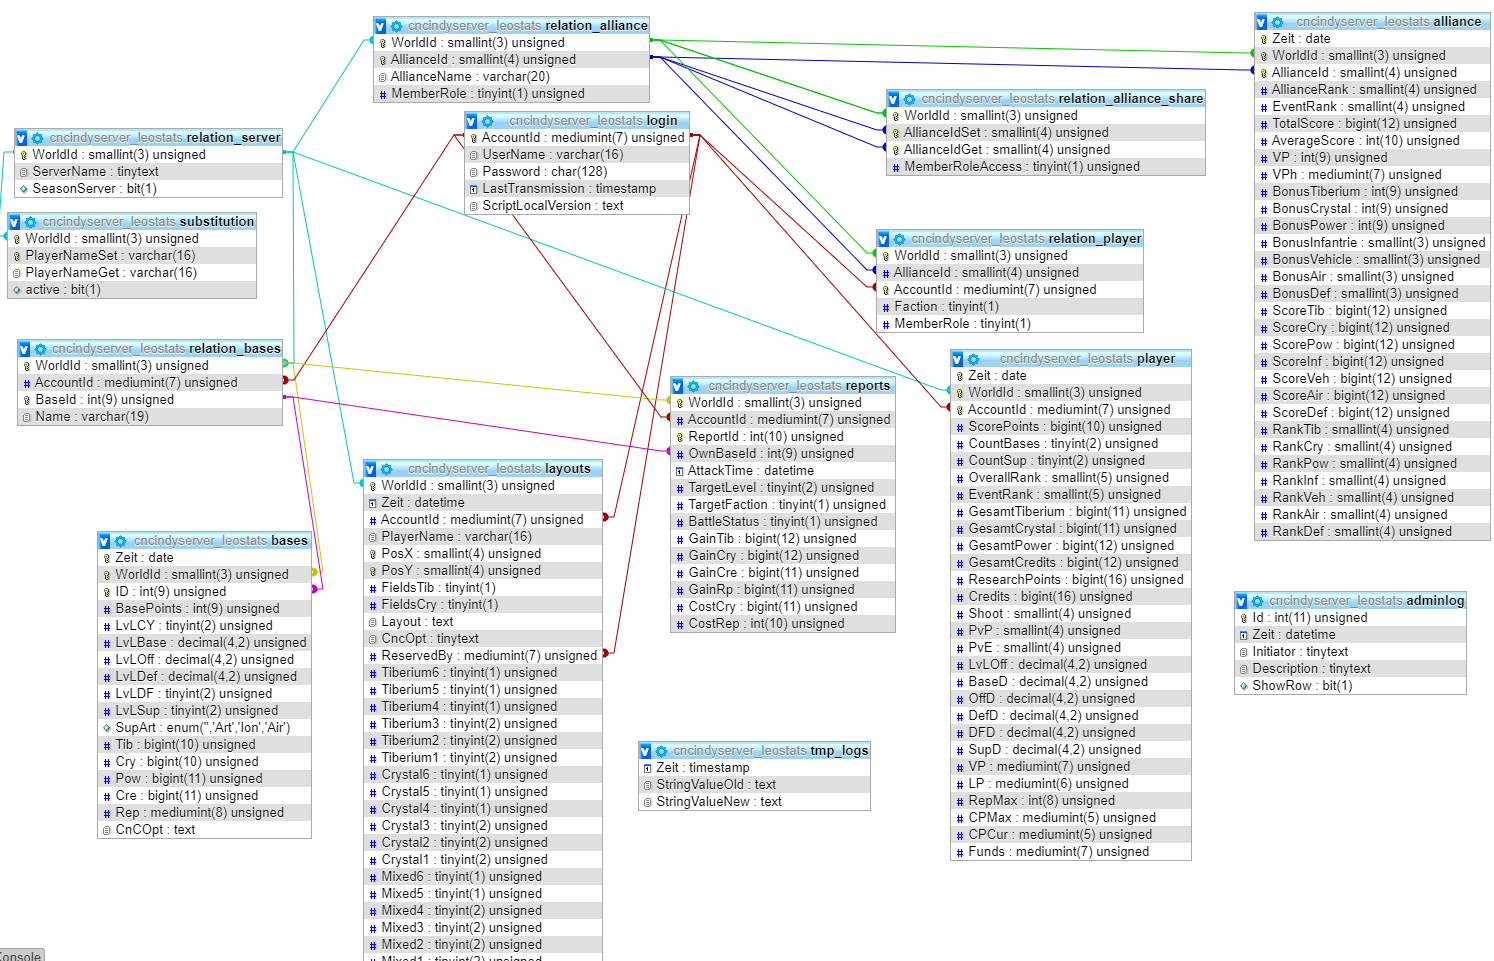 cncindyserver_leostats relation_alliance
WorldId : smallint(3) unsigned
AllianceId : smallint(4) unsigned
AllianceName : varchar(20)
MemberRole : tinyint(1) unsigned
cncindyserver_leostats alliance
Zeit : date
WorldId : smallint(3) unsigned
AllianceId : smallint(4) unsigned
AllianceRank : smallint(4) unsigned
EventRank : smallint(4) unsigned
TotalScore : bigint(12) unsigned
AverageScore : int(10) unsigned
VP : int(9) unsigned
VPh : mediumint(7) unsigned
BonusTiberium : int(9) unsigned
BonusCrystal : int(9) unsigned
BonusPower : int(9) unsigned
BonusInfantrie : smallint(3) unsigned
BonusVehicle : smallint(3) unsigned
BonusAir : smallint(3) unsigned
BonusDef : smallint(3) unsigned
ScoreTib : bigint(12) unsigned
ScoreCry : bigint(12) unsigned
ScorePow : bigint(12) unsigned
ScoreInf : bigint(12) unsigned
ScoreVeh : bigint(12) unsigned
ScoreAir : bigint(12) unsigned
ScoreDef : bigint(12) unsigned
RankTib : smallint(4) unsigned
RankCry : smallint(4) unsigned
RankPow : smallint(4) unsigned
RankInf : smallint(4) unsigned
RankVeh : smallint(4) unsigned
RankAir : smallint(4) unsigned
RankDef : smallint(4) unsigned
cncindyserver_leostats relation_alliance_share
WorldId : smallint(3) unsigned
AllianceIdSet : smallint(4) unsigned
AllianceIdGet : smallint(4) unsigned
MemberRoleAccess : tinyint(1) unsigned
cncindyserver_leostats login
AccountId : mediumint(7) unsigned
UserName : varchar(16)
Password : char(128)
LastTransmission : timestamp
ScriptLocalVersion : text
cncindyserver_leostats relation_server
WorldId : smallint(3) unsigned
ServerName : tinytext
SeasonServer : bit(1)
cncindyserver_leostats substitution
WorldId : smallint(3) unsigned
PlayerNameSet : varchar(16)
PlayerNameGet : varchar(16)
active : bit(1)
cncindyserver_leostats relation_player
WorldId : smallint(3) unsigned
AllianceId : smallint(4) unsigned
AccountId : mediumint(7) unsigned
Faction : tinyint(1)
MemberRole : tinyint(1)
cncindyserver_leostats relation_bases
WorldId : smallint(3) unsigned
AccountId : mediumint(7) unsigned
BaseId : int(9) unsigned
Name : varchar(19)
cncindyserver_leostats reports
WorldId : smallint(3) unsigned
AccountId : mediumint(7) unsigned
ReportId : int(10) unsigned
OwnBaseId : int(9) unsigned
AttackTime : datetime
TargetLevel : tinyint(2) unsigned
TargetFaction : tinyint(1) unsigned
BattleStatus : tinyint(1) unsigned
GainTib : bigint(12) unsigned
GainCry : bigint(12) unsigned
GainCre : bigint(11) unsigned
GainRp : bigint(11) unsigned
CostCry : bigint(11) unsigned
CostRep : int(10) unsigned
cncindyserver_leostats player
Zeit : date
WorldId : smallint(3) unsigned
AccountId : mediumint(7) unsigned
ScorePoints : bigint(10) unsigned
CountBases : tinyint(2) unsigned
CountSup : tinyint(2) unsigned
OverallRank : smallint(5) unsigned
EventRank : smallint(5) unsigned
GesamtTiberium : bigint(11) unsigned
GesamtCrystal : bigint(11) unsigned
GesamtPower : bigint(12) unsigned
GesamtCredits : bigint(12) unsigned
ResearchPoints : bigint(16) unsigned
Credits : bigint(16) unsigned
Shoot : smallint(4) unsigned
PvP : smallint(4) unsigned
PvE : smallint(4) unsigned
LvLOff : decimal(4,2) unsigned
BaseD : decimal(4,2) unsigned
OffD : decimal(4,2) unsigned
DefD : decimal(4,2) unsigned
DFD : decimal(4,2) unsigned
SupD : decimal(4,2) unsigned
VP : mediumint(7) unsigned
LP : mediumint(6) unsigned
RepMax : int(8) unsigned
CPMax : mediumint(5) unsigned
CPCur : mediumint(5) unsigned
Funds : mediumint(7) unsigned
cncindyserver_leostats layouts
WorldId : smallint(3) unsigned
Zeit : datetime
AccountId : mediumint(7) unsigned
PlayerName : varchar(16)
PosX : smallint(4) unsigned
PosY : smallint(4) unsigned
FieldsTib : tinyint(1)
FieldsCry : tinyint(1)
Layout : text
CncOpt : tinytext
ReservedBy : mediumint(7) unsigned
Tiberium6 : tinyint(1) unsigned
Tiberium5 : tinyint(1) unsigned
Tiberium4 : tinyint(1) unsigned
Tiberium3 : tinyint(2) unsigned
Tiberium2 : tinyint(2) unsigned
Tiberium1 : tinyint(2) unsigned
Crystal6 : tinyint(1) unsigned
Crystal5 : tinyint(1) unsigned
Crystal4 : tinyint(1) unsigned
Crystal3 : tinyint(2) unsigned
Crystal2 : tinyint(2) unsigned
Crystal1 : tinyint(2) unsigned
Mixed6 : tinyint(1) unsigned
Mixed5 : tinyint(1) unsigned
Mixed4 : tinyint(2) unsigned
Mixed3 : tinyint(2) unsigned
Mixed2 : tinyint(2) unsigned
Mixed1 : tinyint(2) unsigned
cncindyserver_leostats bases
Zeit : date
WorldId : smallint(3) unsigned
ID : int(9) unsigned
BasePoints : int(9) unsigned
LvLCY : tinyint(2) unsigned
LvLBase : decimal(4,2) unsigned
LvLOff : decimal(4,2) unsigned
LvLDef : decimal(4,2) unsigned
LvLDF : tinyint(2) unsigned
LvLSup : tinyint(2) unsigned
SupArt : enum('','Art','Ion','Air')
Tib : bigint(10) unsigned
Cry : bigint(10) unsigned
Pow : bigint(11) unsigned
Cre : bigint(11) unsigned
Rep : mediumint(8) unsigned
CnCOpt : text
cncindyserver_leostats adminlog
Id : int(11) unsigned
Zeit : datetime
Initiator : tinytext
Description : tinytext
ShowRow : bit(1)
cncindyserver_leostats tmp_logs
Zeit : timestamp
StringValueOld : text
StringValueNew : text
Console